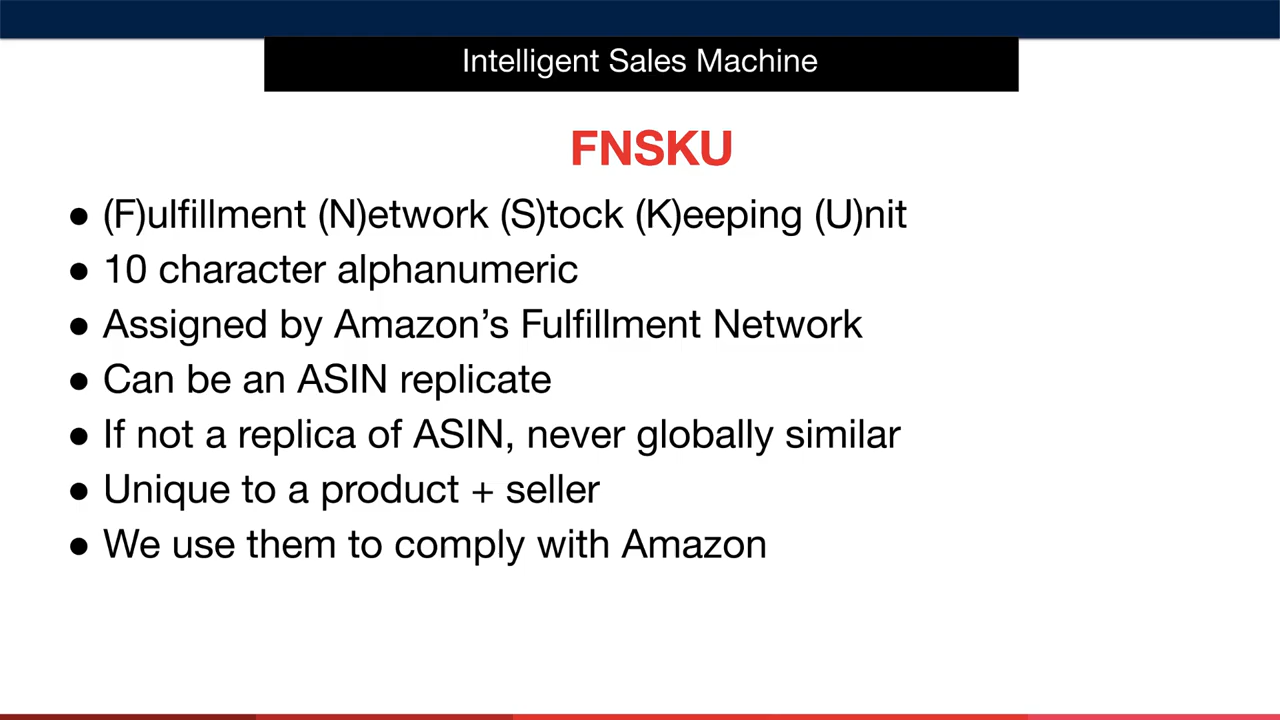 Intelligent Sales Machine
FNSKU
● (F)ulfillment (N)etwork (S)tock (K)eeping (U)nit
● 10 character alphanumeric
● Assigned by Amazon’s Fulfillment Network
● Can be an ASIN replicate
● If not a replica of ASIN, never globally similar
● Unique to a product + seller
● We use them to comply with Amazon